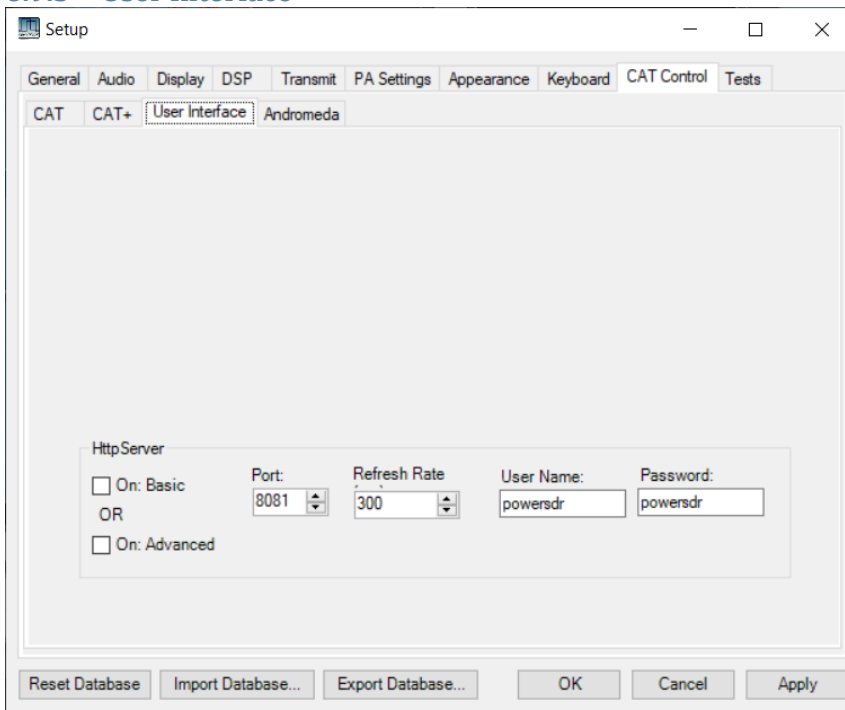 Setup
General Audio Display DSP Transmit PA Settings Appearance Keyboard CAT Control Tests
CAT CAT+ User Interface Andromeda
HttpServer
On: Basic
OR
On: Advanced
Port:
8081
Refresh Rate
300
User Name:
powersdr
Password:
powersdr
Reset Database Import Database... Export Database... OK Cancel Apply